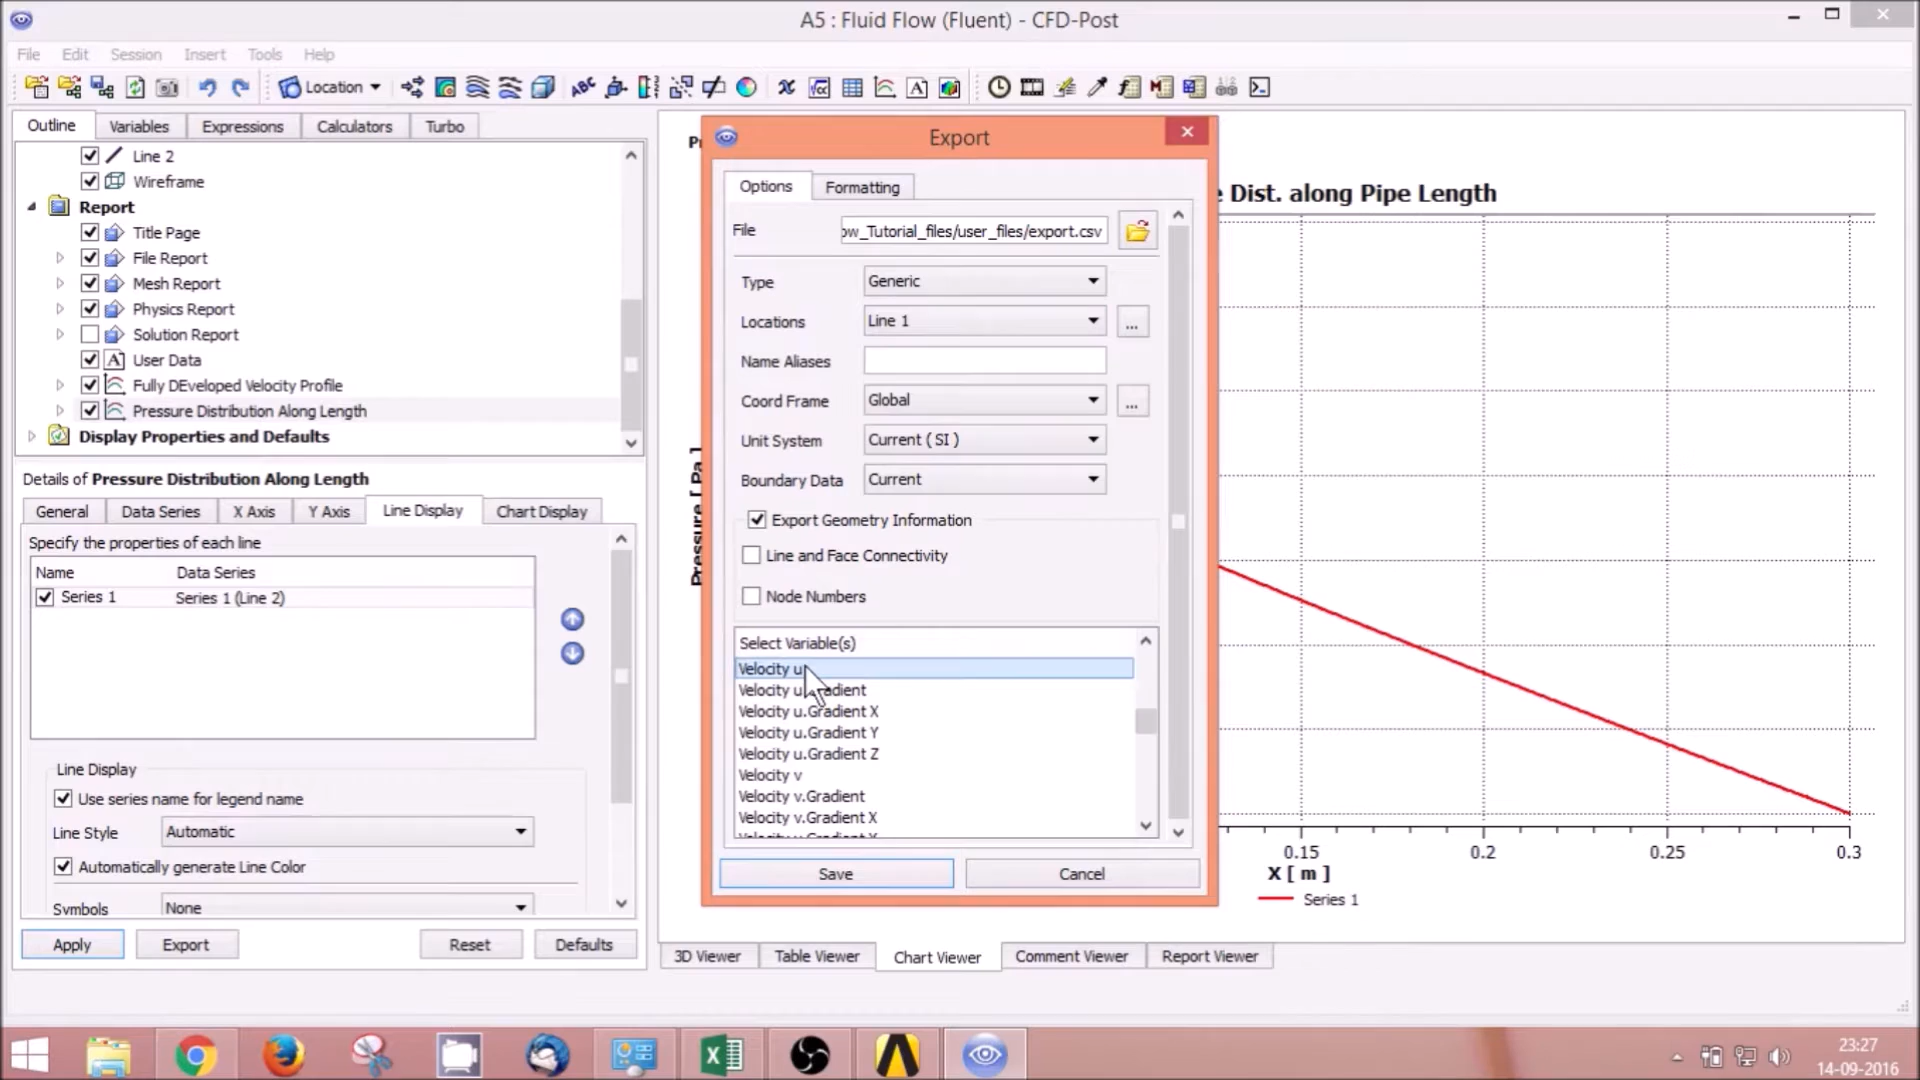 A5 : Fluid Flow (Fluent) - CFD-Post
File Edit Session Insert Tools Help
Location
Outline Variables Expressions Calculators Turbo
Line 2
Wireframe
Report
Title Page
File Report
Mesh Report
Physics Report
Solution Report
User Data
Fully DEveloped Velocity Profile
Pressure Distribution Along Length
Display Properties and Defaults
Details of Pressure Distribution Along Length
General Data Series X Axis Y Axis Line Display Chart Display
Specify the properties of each line
Name Data Series
Series 1 Series 1 (Line 2)
Line Display
Use series name for legend name
Line Style Automatic
Automatically generate Line Color
Symbols None
Apply Export Reset Defaults
Export
Options Formatting
File ow_Tutorial_files/user_files/export.csv
Type Generic
Locations Line 1 ...
Name Aliases
Coord Frame Global ...
Unit System Current ( SI )
Boundary Data Current
Export Geometry Information
Line and Face Connectivity
Node Numbers
Select Variable(s)
Velocity u
Velocity u.Gradient
Velocity u.Gradient X
Velocity u.Gradient Y
Velocity u.Gradient Z
Velocity v
Velocity v.Gradient
Velocity v.Gradient X
Save Cancel
Dist. along Pipe Length
Pressure [ Pa ]
0.15 0.2 0.25 0.3
X [ m ]
Series 1
3D Viewer Table Viewer Chart Viewer Comment Viewer Report Viewer
23:27
14-09-2016